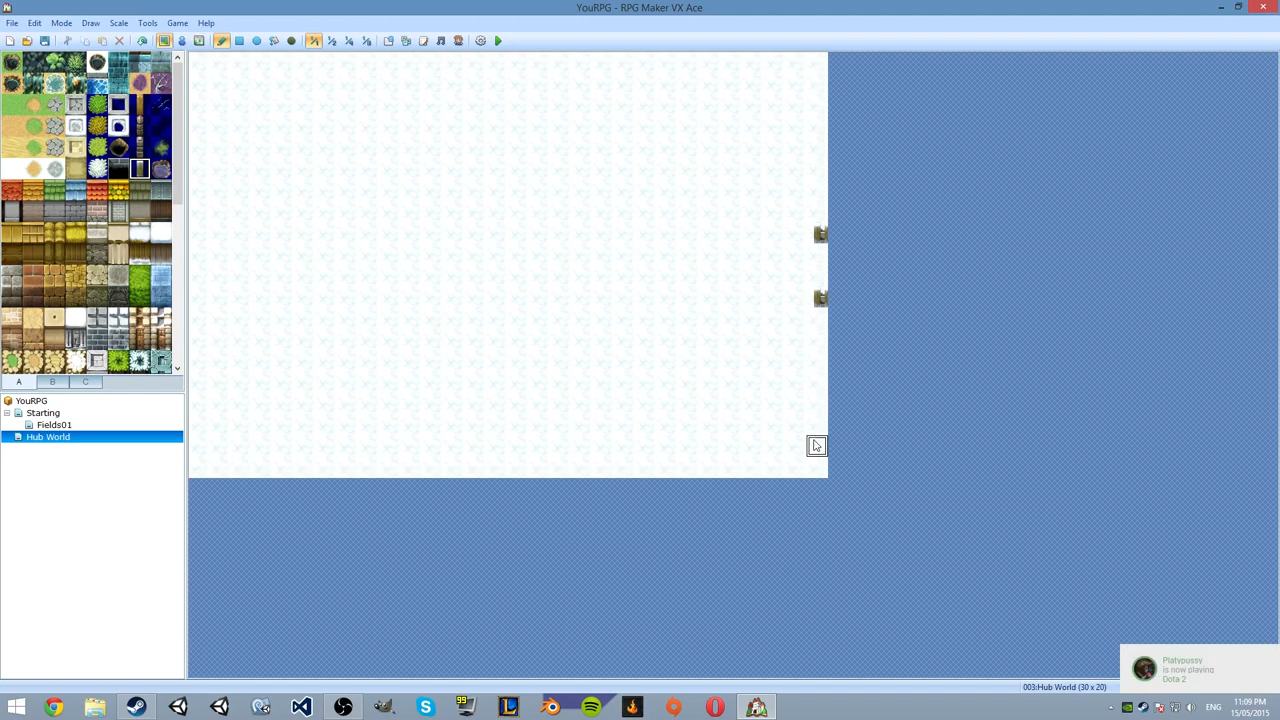 YouRPG - RPG Maker VX Ace
File Edit Mode Draw Scale Tools Game Help
A B C
YouRPG
Starting
Fields01
Hub World
Platypussy
is now playing
Dota 2
003:Hub World (30 x 20)
99
ENG
11:09 PM
15/05/2015